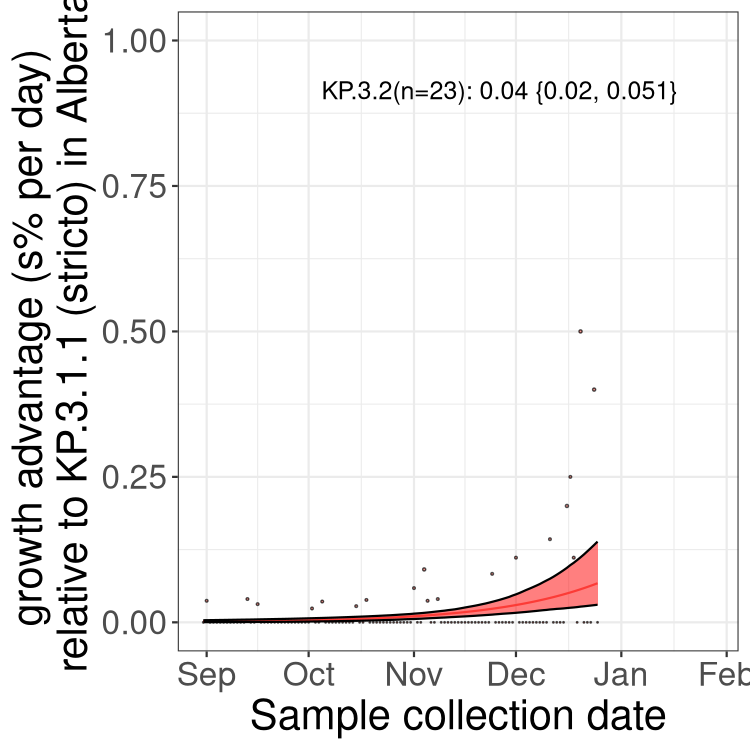 growth advantage (s% per day)
relative to KP.3.1.1 (stricto) in Alberta
1.00
0.75
0.50
0.25
0.00
KP.3.2(n=23): 0.04 {0.02, 0.051}
Sep Oct Nov Dec Jan Feb
Sample collection date